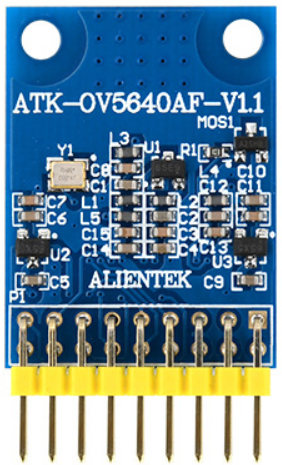 ATK-OV5640AF-V1.1
MOS1
L3
Y1
U1
R1
C8
L4
C10
C1
C12
C11
C7
L1
L2
C6
L5
C2
C15
C3
C13
U2
C14
C4
U3
ALIENTEK
P1
C5
C9